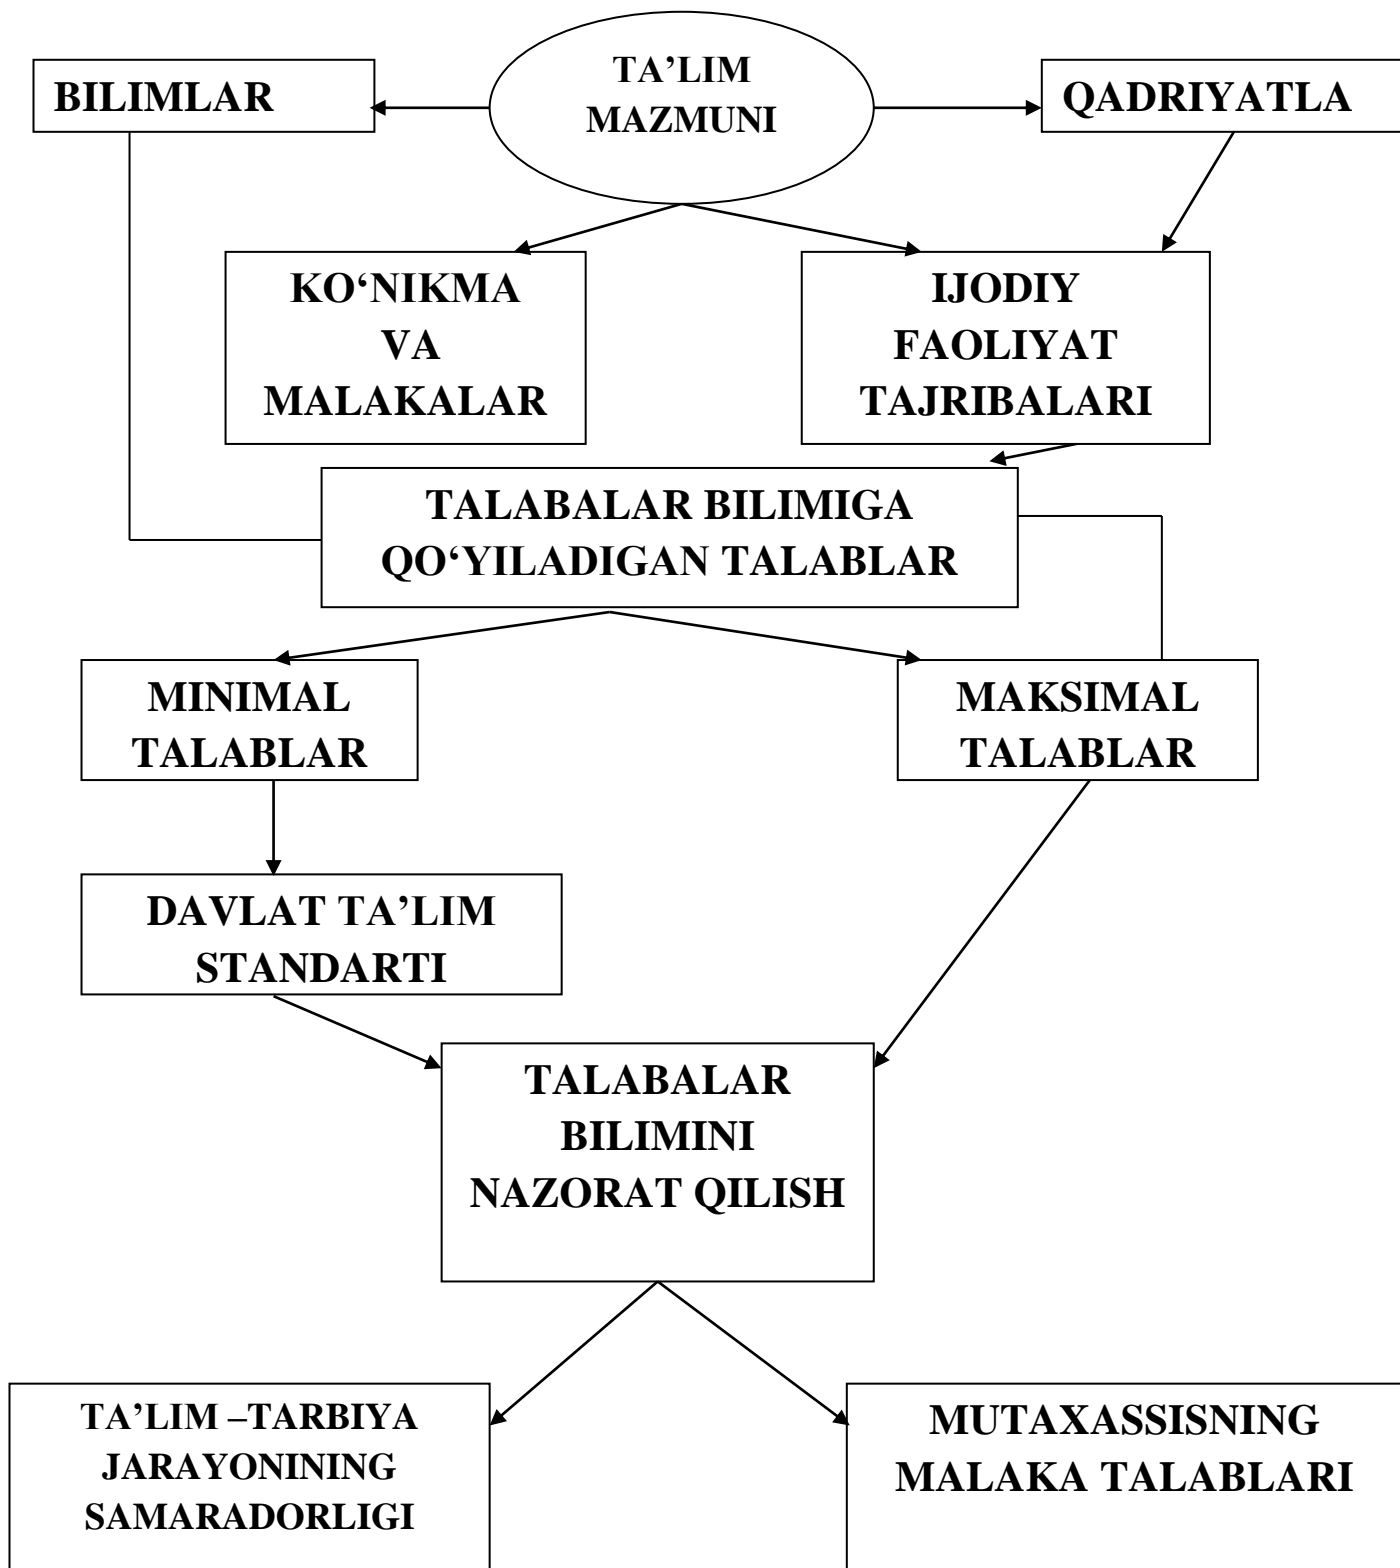 TA’LIM
MAZMUNI
BILIMLAR
QADRIYATLA
KO‘NIKMA
VA
MALAKALAR
IJODIY
FAOLIYAT
TAJRIBALARI
TALABALAR BILIMIGA
QO‘YILADIGAN TALABLAR
MINIMAL
TALABLAR
MAKSIMAL
TALABLAR
DAVLAT TA’LIM
STANDARTI
TALABALAR
BILIMINI
NAZORAT QILISH
TA’LIM –TARBIYA
JARAYONINING
SAMARADORLIGI
MUTAXASSISNING
MALAKA TALABLARI